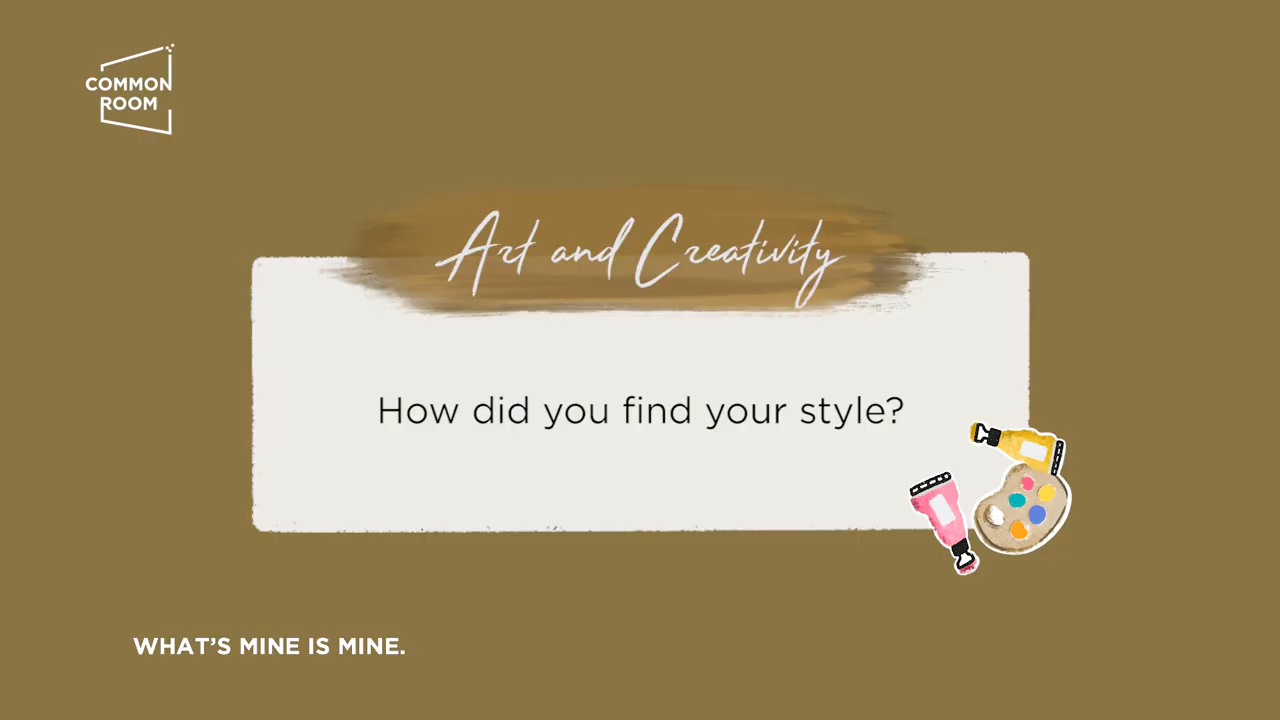 COMMON
ROOM
Art and Creativity
How did you find your style?
WHAT'S MINE IS MINE.